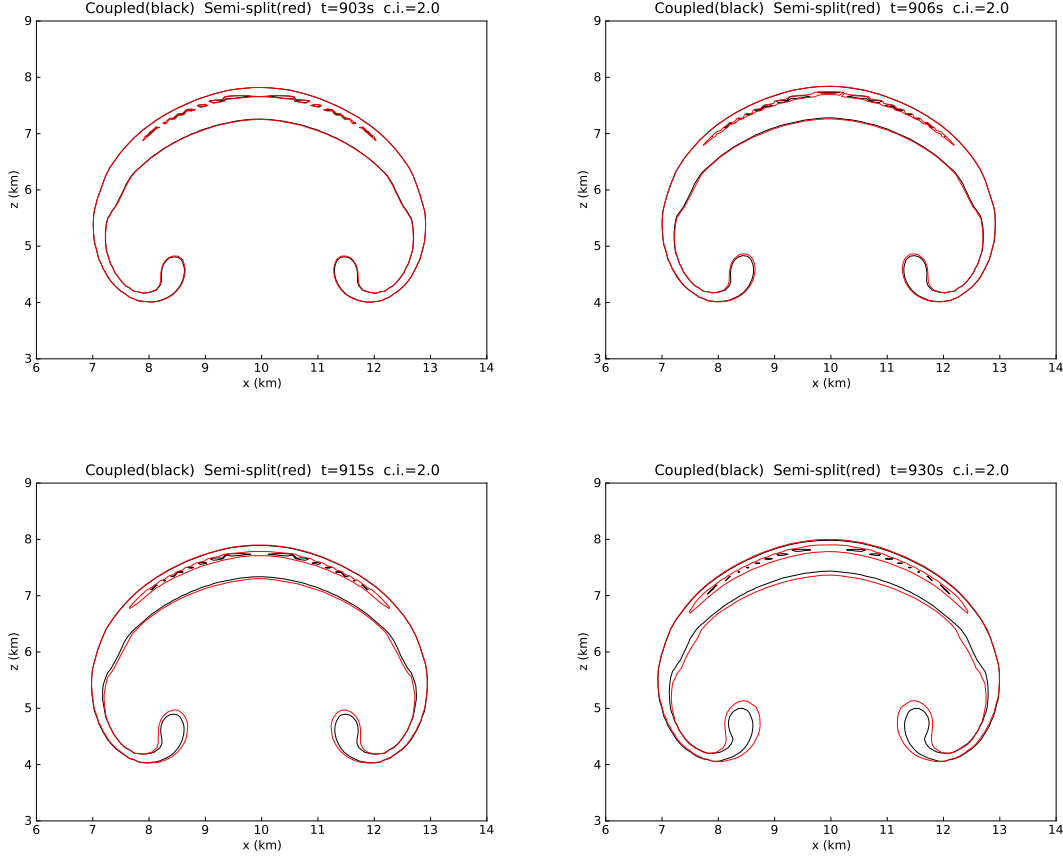 Coupled(black)  Semi-split(red)  t=903s  c.i.=2.0
9
8
7
6
5
4
3
z (km)
6 7 8 9 10 11 12 13 14
x (km)
Coupled(black)  Semi-split(red)  t=906s  c.i.=2.0
9
8
7
6
5
4
3
z (km)
6 7 8 9 10 11 12 13 14
x (km)
Coupled(black)  Semi-split(red)  t=915s  c.i.=2.0
9
8
7
6
5
4
3
z (km)
6 7 8 9 10 11 12 13 14
x (km)
Coupled(black)  Semi-split(red)  t=930s  c.i.=2.0
9
8
7
6
5
4
3
z (km)
6 7 8 9 10 11 12 13 14
x (km)